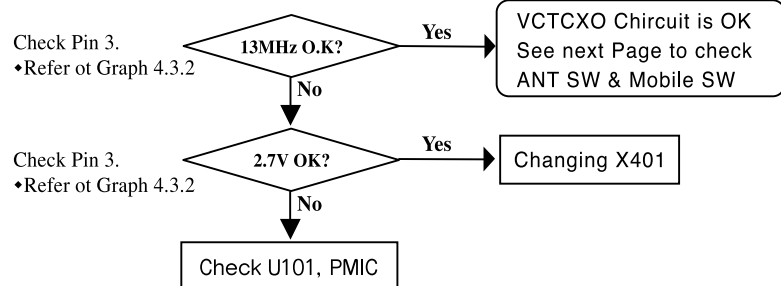 Check Pin 3.
◆Refer ot Graph 4.3.2
13MHz O.K?
Yes
VCTCXO Chircuit is OK
See next Page to check
ANT SW & Mobile SW
No
Check Pin 3.
◆Refer ot Graph 4.3.2
2.7V OK?
Yes
Changing X401
No
Check U101, PMIC